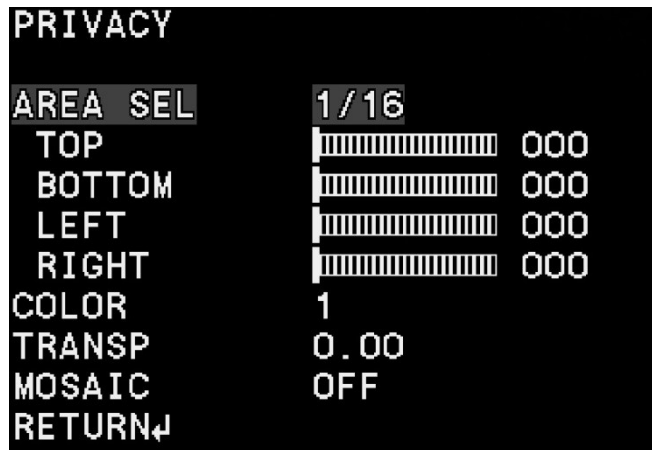 PRIVACY
AREA SEL 1/16
TOP 000
BOTTOM 000
LEFT 000
RIGHT 000
COLOR 1
TRANSP 0.00
MOSAIC OFF
RETURN↵